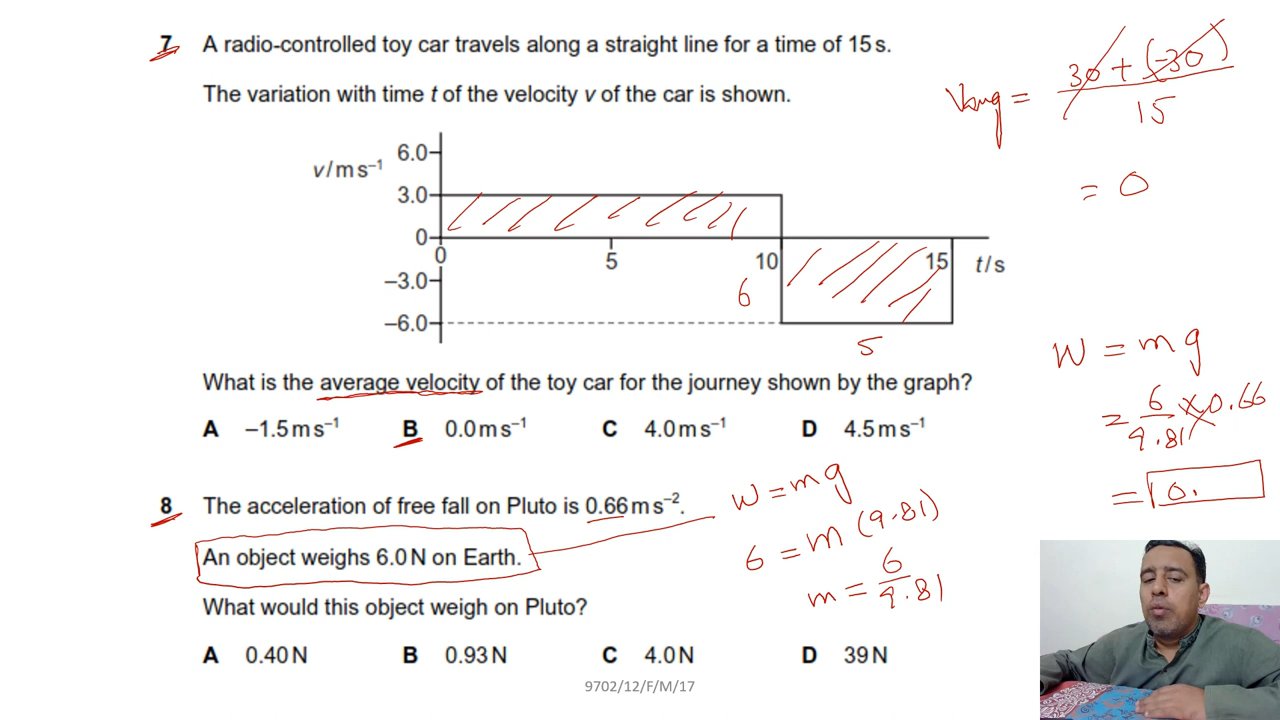 7 A radio-controlled toy car travels along a straight line for a time of 15 s.
The variation with time t of the velocity v of the car is shown.
v / m s⁻¹
6.0
3.0
0
–3.0
–6.0
0 5 10 15 t / s
6
5
Vavg = 30 + (-30) / 15
= 0
What is the average velocity of the toy car for the journey shown by the graph?
A –1.5 m s⁻¹ B 0.0 m s⁻¹ C 4.0 m s⁻¹ D 4.5 m s⁻¹
8 The acceleration of free fall on Pluto is 0.66 m s⁻².
An object weighs 6.0 N on Earth.
What would this object weigh on Pluto?
A 0.40 N B 0.93 N C 4.0 N D 39 N
W = mg
6 = m (9.81)
m = 6 / 9.81
W = mg
= 6 / 9.81 × 0.66
= 0.
9702/12/F/M/17